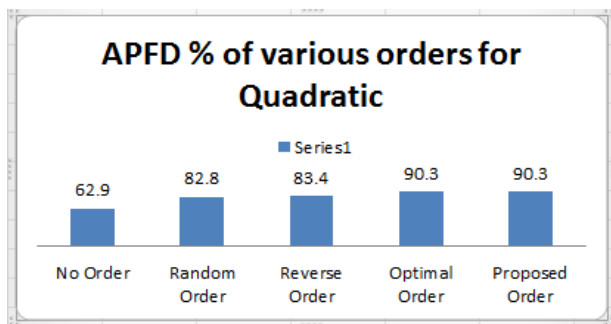 APFD % of various orders for
Quadratic
Series1
62.9
82.8
83.4
90.3
90.3
No Order
Random
Order
Reverse
Order
Optimal
Order
Proposed
Order